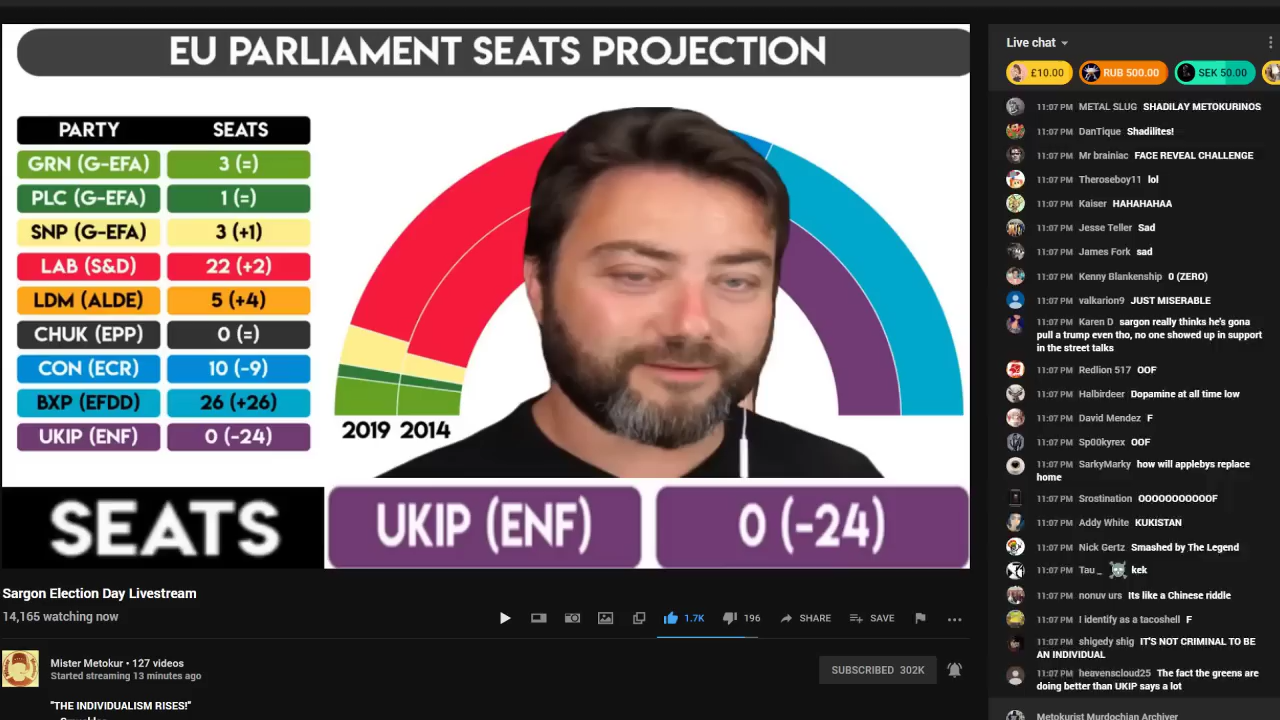 EU PARLIAMENT SEATS PROJECTION
PARTY SEATS
GRN (G-EFA) 3 (=)
PLC (G-EFA) 1 (=)
SNP (G-EFA) 3 (+1)
LAB (S&D) 22 (+2)
LDM (ALDE) 5 (+4)
CHUK (EPP) 0 (=)
CON (ECR) 10 (-9)
BXP (EFDD) 26 (+26)
UKIP (ENF) 0 (-24)
2019 2014
SEATS UKIP (ENF) 0 (-24)
Sargon Election Day Livestream
14,165 watching now
1.7K 196 SHARE SAVE
Mister Metokur • 127 videos
Started streaming 13 minutes ago
SUBSCRIBED 302K
"THE INDIVIDUALISM RISES!"
Live chat
£10.00 RUB 500.00 SEK 50.00
11:07 PM METAL SLUG SHADILAY METOKURINOS
11:07 PM DanTique Shadilites!
11:07 PM Mr brainiac FACE REVEAL CHALLENGE
11:07 PM Theroseboy11 lol
11:07 PM Kaiser HAHAHAHAA
11:07 PM Jesse Teller Sad
11:07 PM James Fork sad
11:07 PM Kenny Blankenship 0 (ZERO)
11:07 PM valkarion9 JUST MISERABLE
11:07 PM Karen D sargon really thinks he's gona
pull a trump even tho, no one showed up in support
in the street talks
11:07 PM Redlion 517 OOF
11:07 PM Halbirdeer Dopamine at all time low
11:07 PM David Mendez F
11:07 PM Sp00kyrex OOF
11:07 PM SarkyMarky how will applebys replace
home
11:07 PM Srostination OOOOOOOOOOOF
11:07 PM Addy White KUKISTAN
11:07 PM Nick Gertz Smashed by The Legend
11:07 PM Tau _ kek
11:07 PM nonuv urs Its like a Chinese riddle
11:07 PM I identify as a tacoshell F
11:07 PM shigedy shig IT'S NOT CRIMINAL TO BE
AN INDIVIDUAL
11:07 PM heavenscloud25 The fact the greens are
doing better than UKIP says a lot
Metokurist Murdochian Archiver